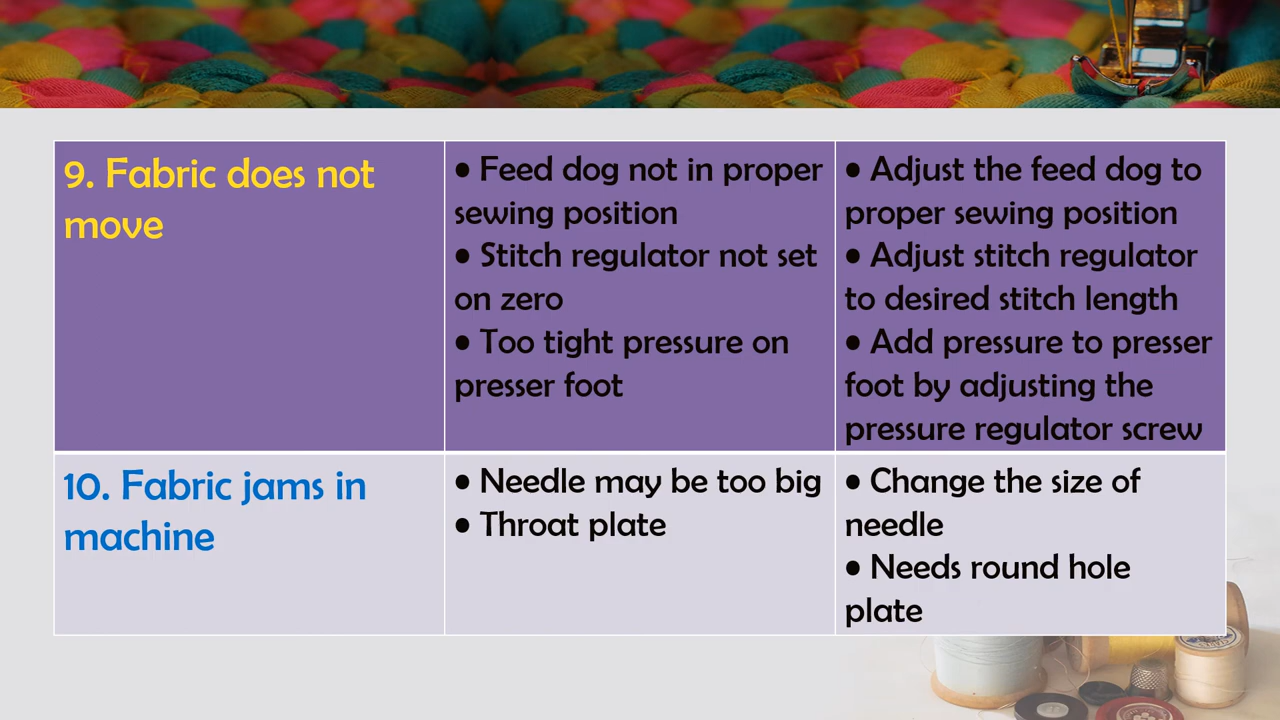 9. Fabric does not
move
• Feed dog not in proper
sewing position
• Stitch regulator not set
on zero
• Too tight pressure on
presser foot
• Adjust the feed dog to
proper sewing position
• Adjust stitch regulator
to desired stitch length
• Add pressure to presser
foot by adjusting the
pressure regulator screw
10. Fabric jams in
machine
• Needle may be too big
• Throat plate
• Change the size of
needle
• Needs round hole
plate